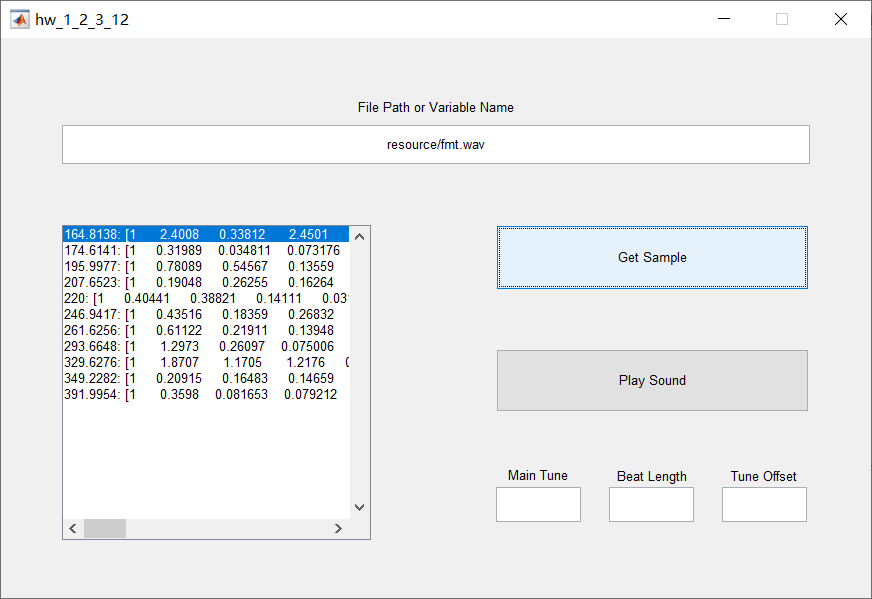 hw_1_2_3_12
File Path or Variable Name
resource/fmt.wav
164.8138: [1 2.4008 0.33812 2.4501
174.6141: [1 0.31989 0.034811 0.073176
195.9977: [1 0.78089 0.54567 0.13559
207.6523: [1 0.19048 0.26255 0.16264
220: [1 0.40441 0.38821 0.14111 0.03
246.9417: [1 0.43516 0.18359 0.26832
261.6256: [1 0.61122 0.21911 0.13948
293.6648: [1 1.2973 0.26097 0.075006
329.6276: [1 1.8707 1.1705 1.2176
349.2282: [1 0.20915 0.16483 0.14659
391.9954: [1 0.3598 0.081653 0.079212
Get Sample
Play Sound
Main Tune Beat Length Tune Offset